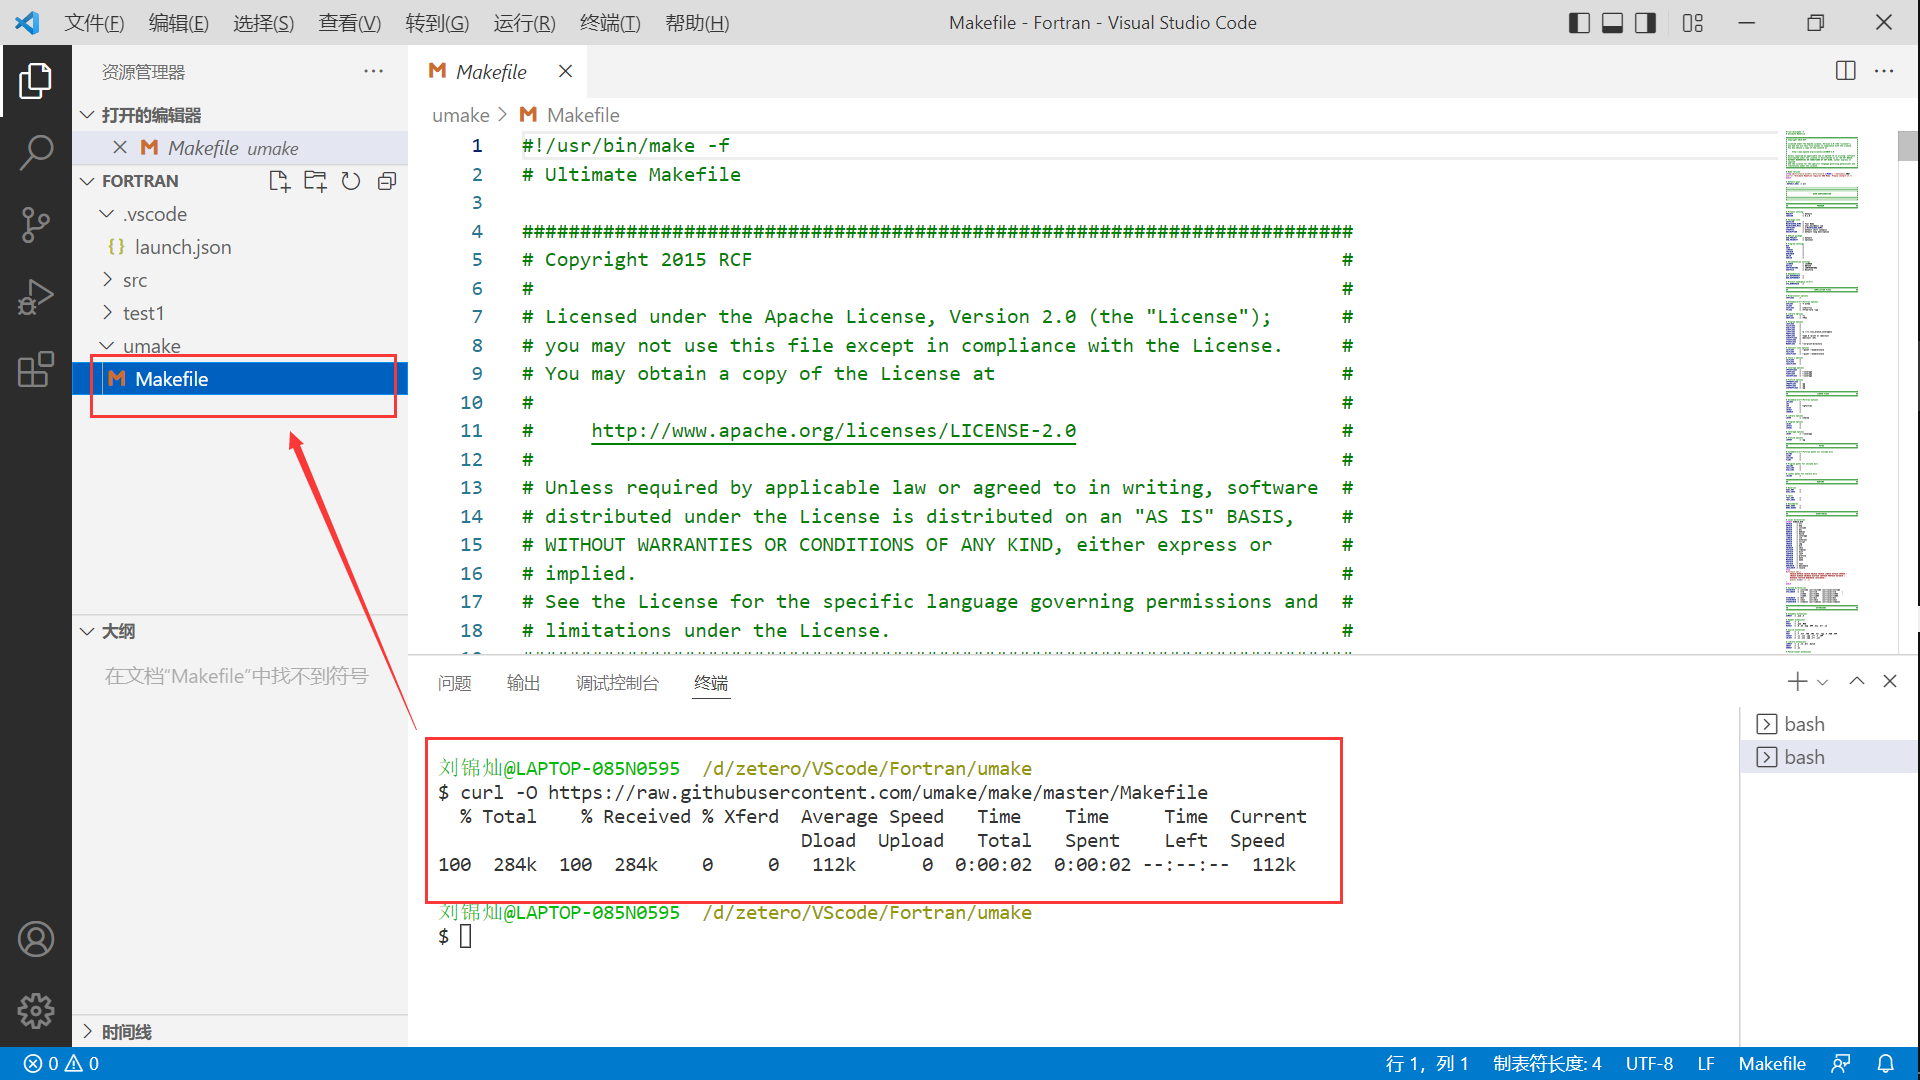 文件(F) 编辑(E) 选择(S) 查看(V) 转到(G) 运行(R) 终端(T) 帮助(H) Makefile - Fortran - Visual Studio Code
资源管理器 ···
打开的编辑器
Makefile umake
FORTRAN
.vscode
{} launch.json
src
test1
umake
Makefile
大纲
在文档“Makefile”中找不到符号
时间线
Makefile
umake > Makefile
1 #!/usr/bin/make -f
2 # Ultimate Makefile
3
4 ########################################################################
5 # Copyright 2015 RCF #
6 # #
7 # Licensed under the Apache License, Version 2.0 (the "License"); #
8 # you may not use this file except in compliance with the License. #
9 # You may obtain a copy of the License at #
10 # #
11 # http://www.apache.org/licenses/LICENSE-2.0 #
12 # #
13 # Unless required by applicable law or agreed to in writing, software #
14 # distributed under the License is distributed on an "AS IS" BASIS, #
15 # WITHOUT WARRANTIES OR CONDITIONS OF ANY KIND, either express or #
16 # implied. #
17 # See the License for the specific language governing permissions and #
18 # limitations under the License. #
问题 输出 调试控制台 终端
刘锦灿@LAPTOP-085N0595 /d/zetero/VScode/Fortran/umake
$ curl -O https://raw.githubusercontent.com/umake/make/master/Makefile
% Total % Received % Xferd Average Speed Time Time Time Current
Dload Upload Total Spent Left Speed
100 284k 100 284k 0 0 112k 0 0:00:02 0:00:02 --:--:-- 112k
刘锦灿@LAPTOP-085N0595 /d/zetero/VScode/Fortran/umake
$
bash
bash
0 0 行 1，列 1 制表符长度: 4 UTF-8 LF Makefile